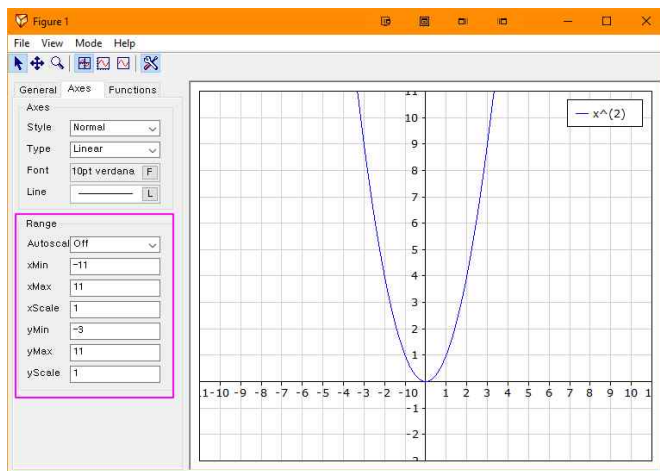 Figure 1
File View Mode Help
General Axes Functions
Axes
Style Normal
Type Linear
Font 10pt verdana F
Line L
Range
Autoscal Off
xMin -11
xMax 11
xScale 1
yMin -3
yMax 11
yScale 1
x^(2)
11
10
9
8
7
6
5
4
3
2
1
.1-10 -9 -8 -7 -6 -5 -4 -3 -2 -10 1 2 3 4 5 6 7 8 9 10 1
-1
-2